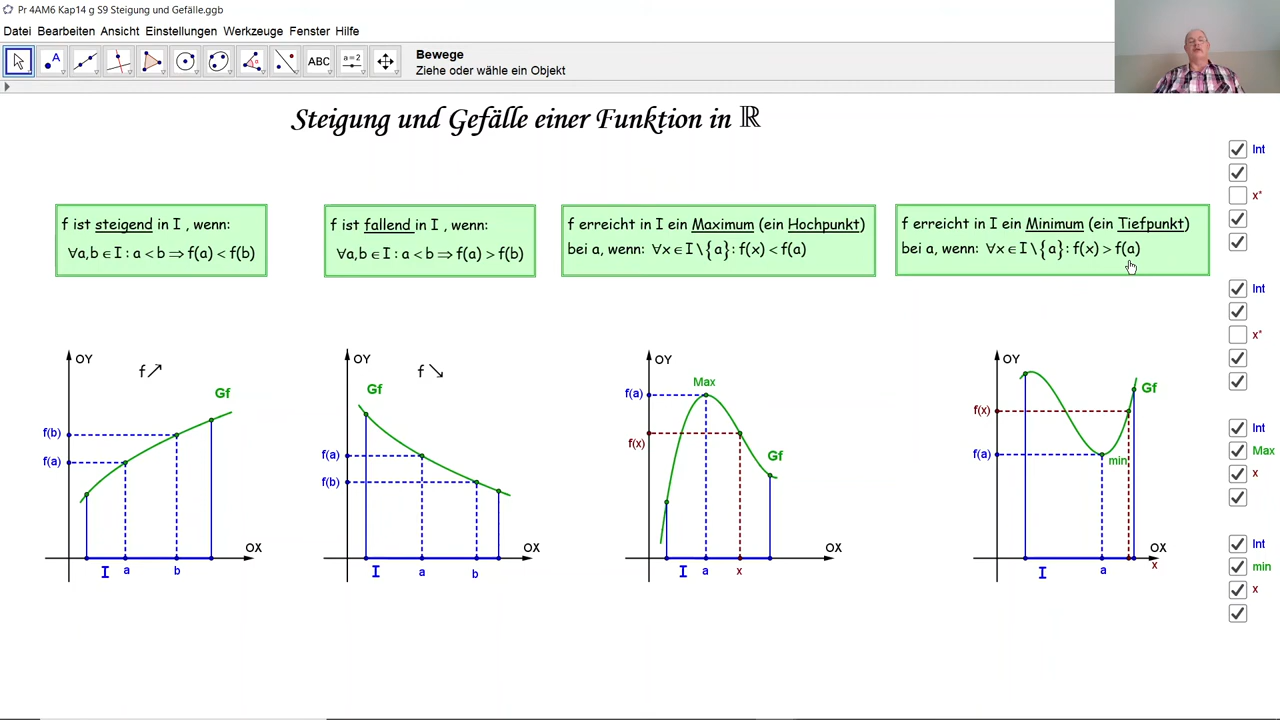 Pr 4AM6 Kap14 g S9 Steigung und Gefälle.ggb
Datei Bearbeiten Ansicht Einstellungen Werkzeuge Fenster Hilfe
A
ABC
a=2
Bewege
Ziehe oder wähle ein Objekt
Steigung und Gefälle einer Funktion in ℝ
f ist steigend in I , wenn:
∀a,b ∈ I : a < b ⇒ f(a) < f(b)
f ist fallend in I , wenn:
∀a,b ∈ I : a < b ⇒ f(a) > f(b)
f erreicht in I ein Maximum (ein Hochpunkt)
bei a, wenn: ∀x ∈ I \ {a} : f(x) < f(a)
f erreicht in I ein Minimum (ein Tiefpunkt)
bei a, wenn: ∀x ∈ I \ {a} : f(x) > f(a)
OY
f↗
Gf
f(b)
f(a)
OX
I
a
b
OY
f↘
Gf
f(a)
f(b)
OX
I
a
b
OY
Max
f(a)
f(x)
Gf
OX
I
a
x
OY
Gf
f(x)
f(a)
min
OX
I
a
x
Int
x*
Int
x*
Int
Max
x
Int
min
x